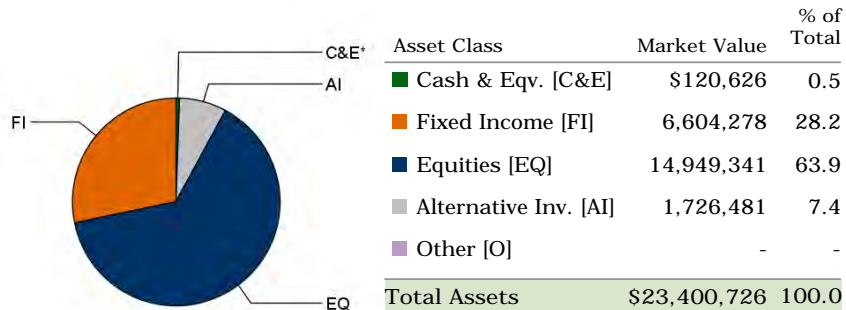 C&E+
AI
FI
EQ
% of
Asset Class Market Value Total
Cash & Eqv. [C&E] $120,626 0.5
Fixed Income [FI] 6,604,278 28.2
Equities [EQ] 14,949,341 63.9
Alternative Inv. [AI] 1,726,481 7.4
Other [O] - -
Total Assets $23,400,726 100.0